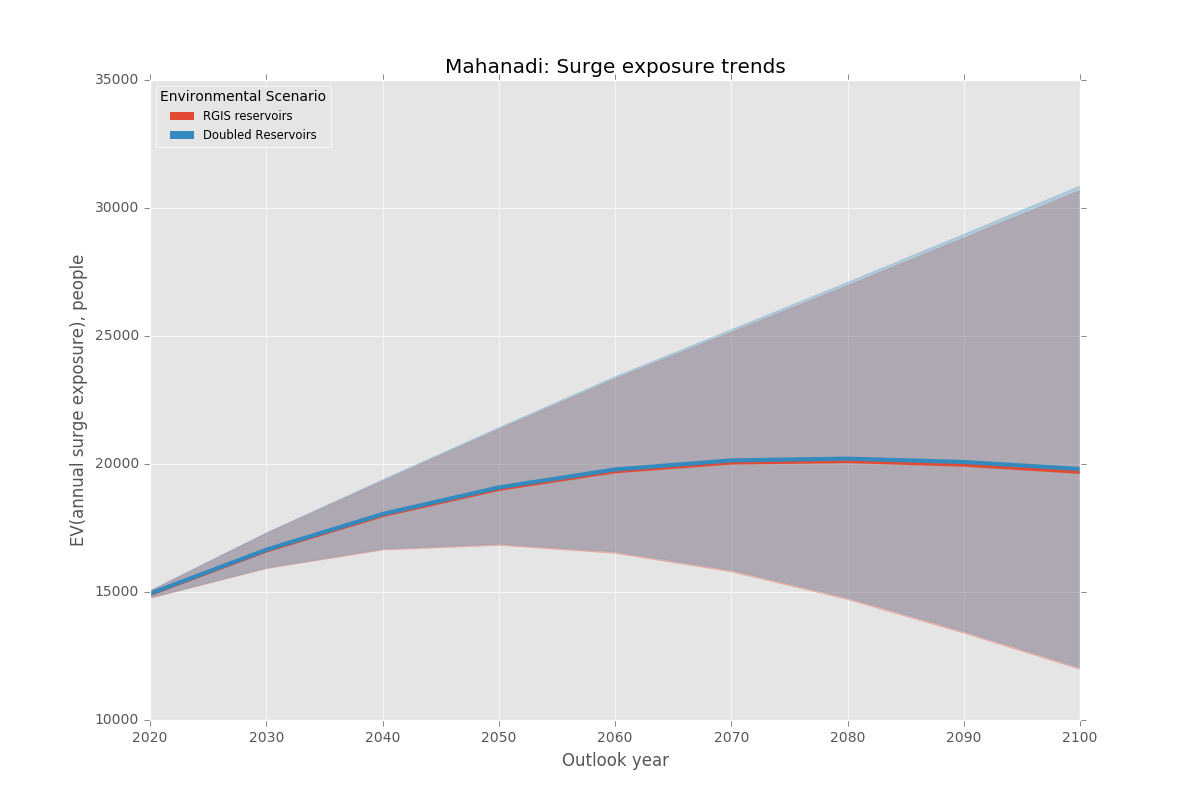 Mahanadi: Surge exposure trends
Environmental Scenario
RGIS reservoirs
Doubled Reservoirs
EV(annual surge exposure), people
35000
30000
25000
20000
15000
10000
2020 2030 2040 2050 2060 2070 2080 2090 2100
Outlook year